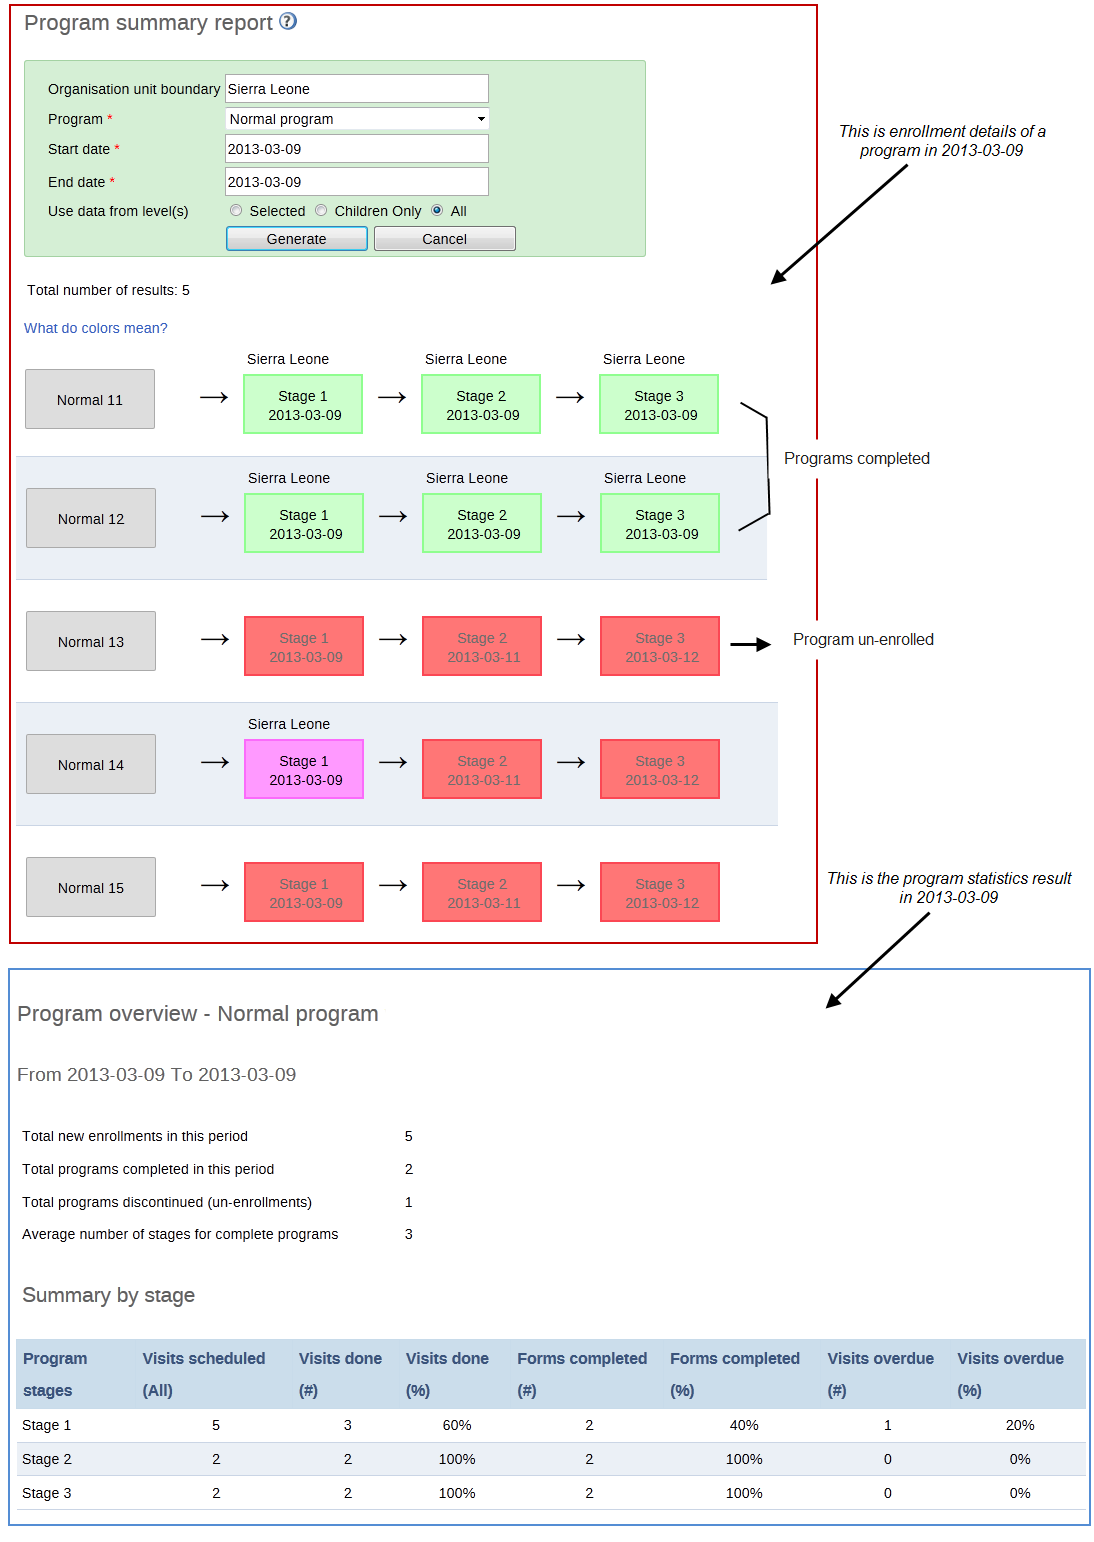 Program summary report ?
Organisation unit boundary Sierra Leone
Program * Normal program
Start date * 2013-03-09
End date * 2013-03-09
Use data from level(s) Selected Children Only All
Generate Cancel
This is enrollment details of a
program in 2013-03-09
Total number of results: 5
What do colors mean?
Sierra Leone Sierra Leone Sierra Leone
Normal 11 → Stage 1 → Stage 2 → Stage 3
2013-03-09 2013-03-09 2013-03-09
Programs completed
Sierra Leone Sierra Leone Sierra Leone
Normal 12 → Stage 1 → Stage 2 → Stage 3
2013-03-09 2013-03-09 2013-03-09
Normal 13 → Stage 1 → Stage 2 → Stage 3
2013-03-09 2013-03-11 2013-03-12
Program un-enrolled
Sierra Leone
Normal 14 → Stage 1 → Stage 2 → Stage 3
2013-03-09 2013-03-11 2013-03-12
Normal 15 → Stage 1 → Stage 2 → Stage 3
2013-03-09 2013-03-11 2013-03-12
This is the program statistics result
in 2013-03-09
Program overview - Normal program
From 2013-03-09 To 2013-03-09
Total new enrollments in this period 5
Total programs completed in this period 2
Total programs discontinued (un-enrollments) 1
Average number of stages for complete programs 3
Summary by stage
Program Visits scheduled Visits done Visits done Forms completed Forms completed Visits overdue Visits overdue
stages (All) (#) (%) (#) (%) (#) (%)
Stage 1 5 3 60% 2 40% 1 20%
Stage 2 2 2 100% 2 100% 0 0%
Stage 3 2 2 100% 2 100% 0 0%